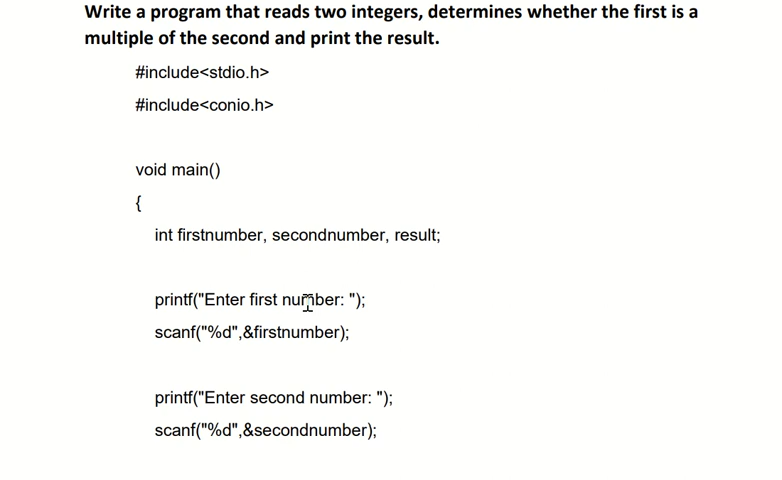 Write a program that reads two integers, determines whether the first is a
multiple of the second and print the result.
#include<stdio.h>
#include<conio.h>
void main()
{
int firstnumber, secondnumber, result;
printf("Enter first number: ");
scanf("%d",&firstnumber);
printf("Enter second number: ");
scanf("%d",&secondnumber);